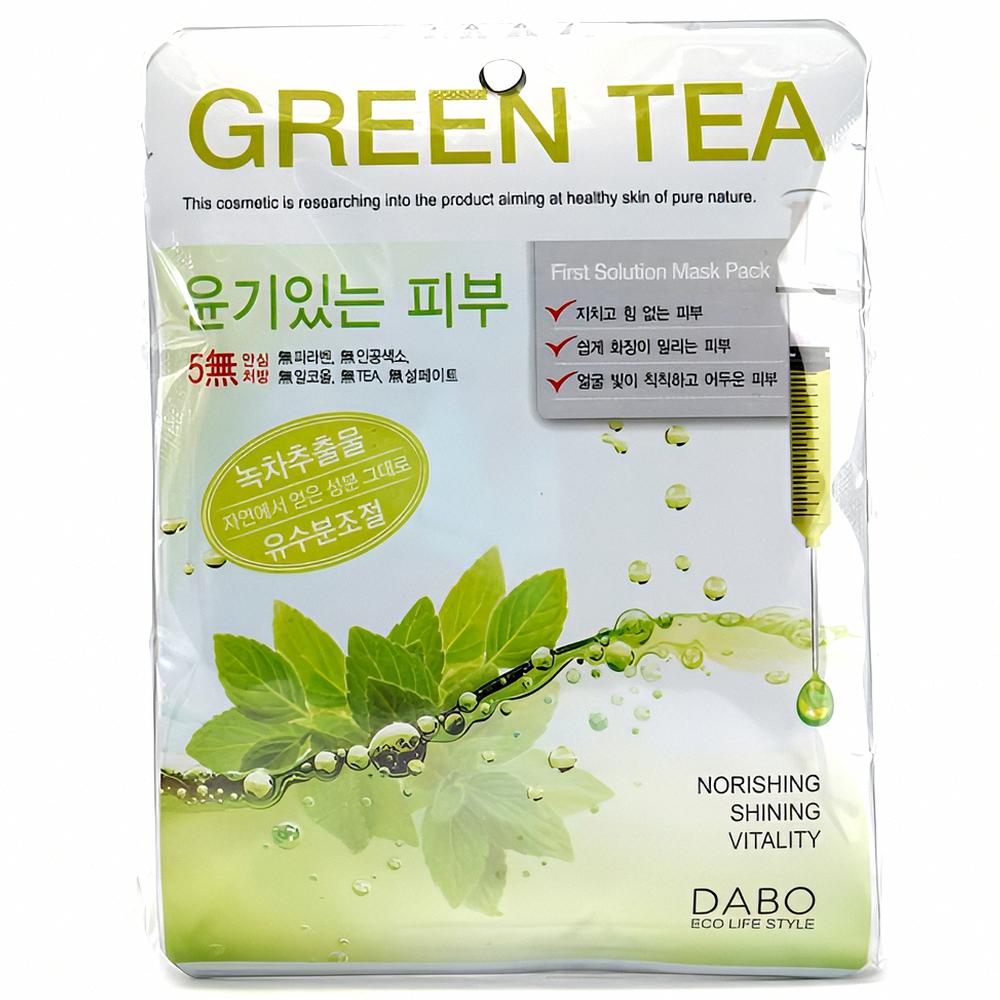 GREEN TEA
This cosmetic is researching into the product aiming at healthy skin of pure nature.
윤기있는 피부
5無 안심처방
無피라벤, 無인공색소,
無알코올, 無TEA, 無설페이트
First Solution Mask Pack
지치고 힘 없는 피부
쉽게 화장이 밀리는 피부
얼굴 빛이 칙칙하고 어두운 피부
녹차추출물
자연에서 얻은 성분 그대로
유수분조절
NORISHING
SHINING
VITALITY
DABO
ECO LIFE STYLE